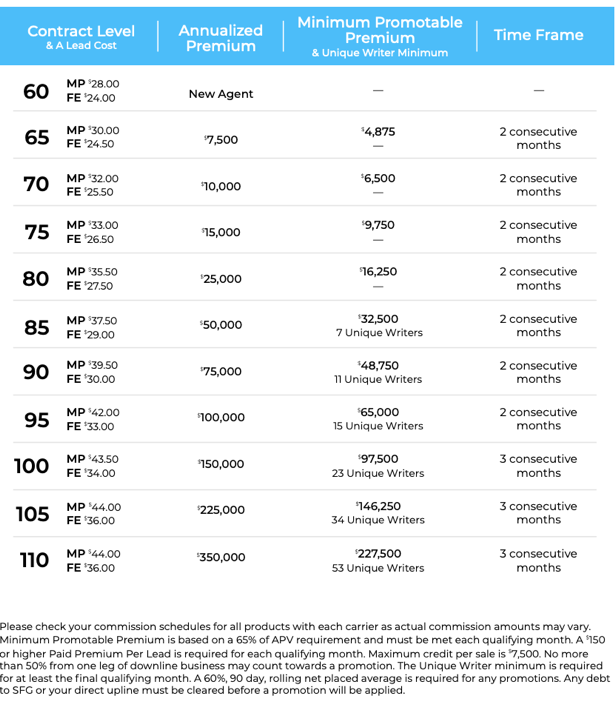 Contract Level
& A Lead Cost
Annualized
Premium
Minimum Promotable
Premium
& Unique Writer Minimum
Time Frame
60
MP $28.00
FE $24.00
New Agent
—
—
65
MP $30.00
FE $24.50
$7,500
$4,875
—
2 consecutive
months
70
MP $32.00
FE $25.50
$10,000
$6,500
—
2 consecutive
months
75
MP $33.00
FE $26.50
$15,000
$9,750
—
2 consecutive
months
80
MP $35.50
FE $27.50
$25,000
$16,250
—
2 consecutive
months
85
MP $37.50
FE $29.00
$50,000
$32,500
7 Unique Writers
2 consecutive
months
90
MP $39.50
FE $30.00
$75,000
$48,750
11 Unique Writers
2 consecutive
months
95
MP $42.00
FE $33.00
$100,000
$65,000
15 Unique Writers
2 consecutive
months
100
MP $43.50
FE $34.00
$150,000
$97,500
23 Unique Writers
3 consecutive
months
105
MP $44.00
FE $36.00
$225,000
$146,250
34 Unique Writers
3 consecutive
months
110
MP $44.00
FE $36.00
$350,000
$227,500
53 Unique Writers
3 consecutive
months
Please check your commission schedules for all products with each carrier as actual commission amounts may vary.
Minimum Promotable Premium is based on a 65% of APV requirement and must be met each qualifying month. A $150
or higher Paid Premium Per Lead is required for each qualifying month. Maximum credit per sale is $7,500. No more
than 50% from one leg of downline business may count towards a promotion. The Unique Writer minimum is required
for at least the final qualifying month. A 60%, 90 day, rolling net placed average is required for any promotions. Any debt
to SFG or your direct upline must be cleared before a promotion will be applied.